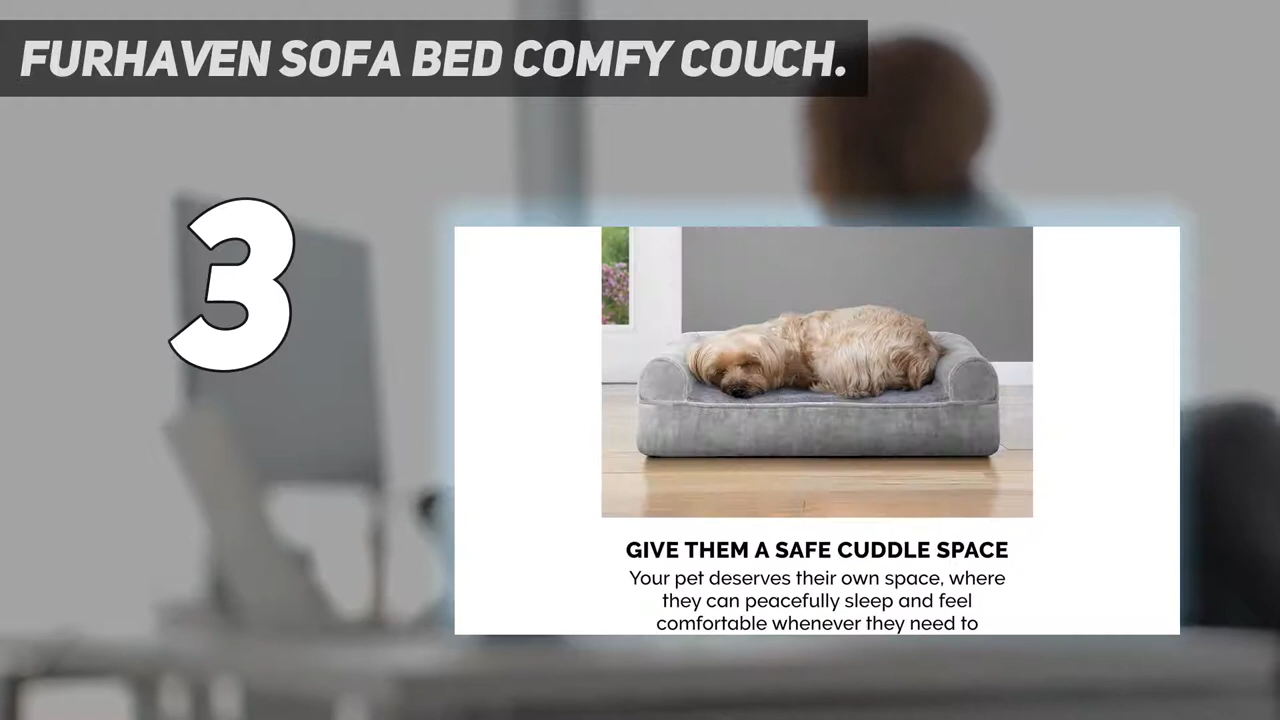 FURHAVEN SOFA BED COMFY COUCH.
3
GIVE THEM A SAFE CUDDLE SPACE
Your pet deserves their own space, where
they can peacefully sleep and feel
comfortable whenever they need to